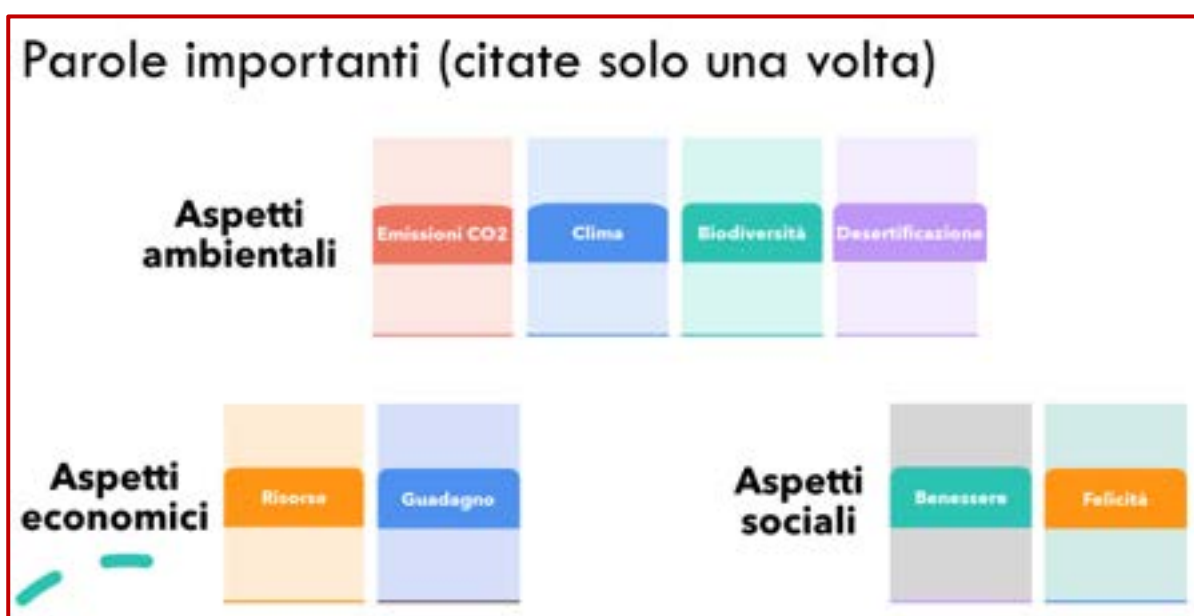 Parole importanti (citate solo una volta)
Aspetti
ambientali
Emissioni CO2
Clima
Biodiversità
Desertificazione
Aspetti
economici
Risorse
Guadagno
Aspetti
sociali
Benessere
Felicità